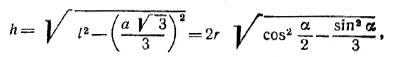 h = √(l² − (a√3/3)²) = 2r √(cos² α/2 − sin² α/3),